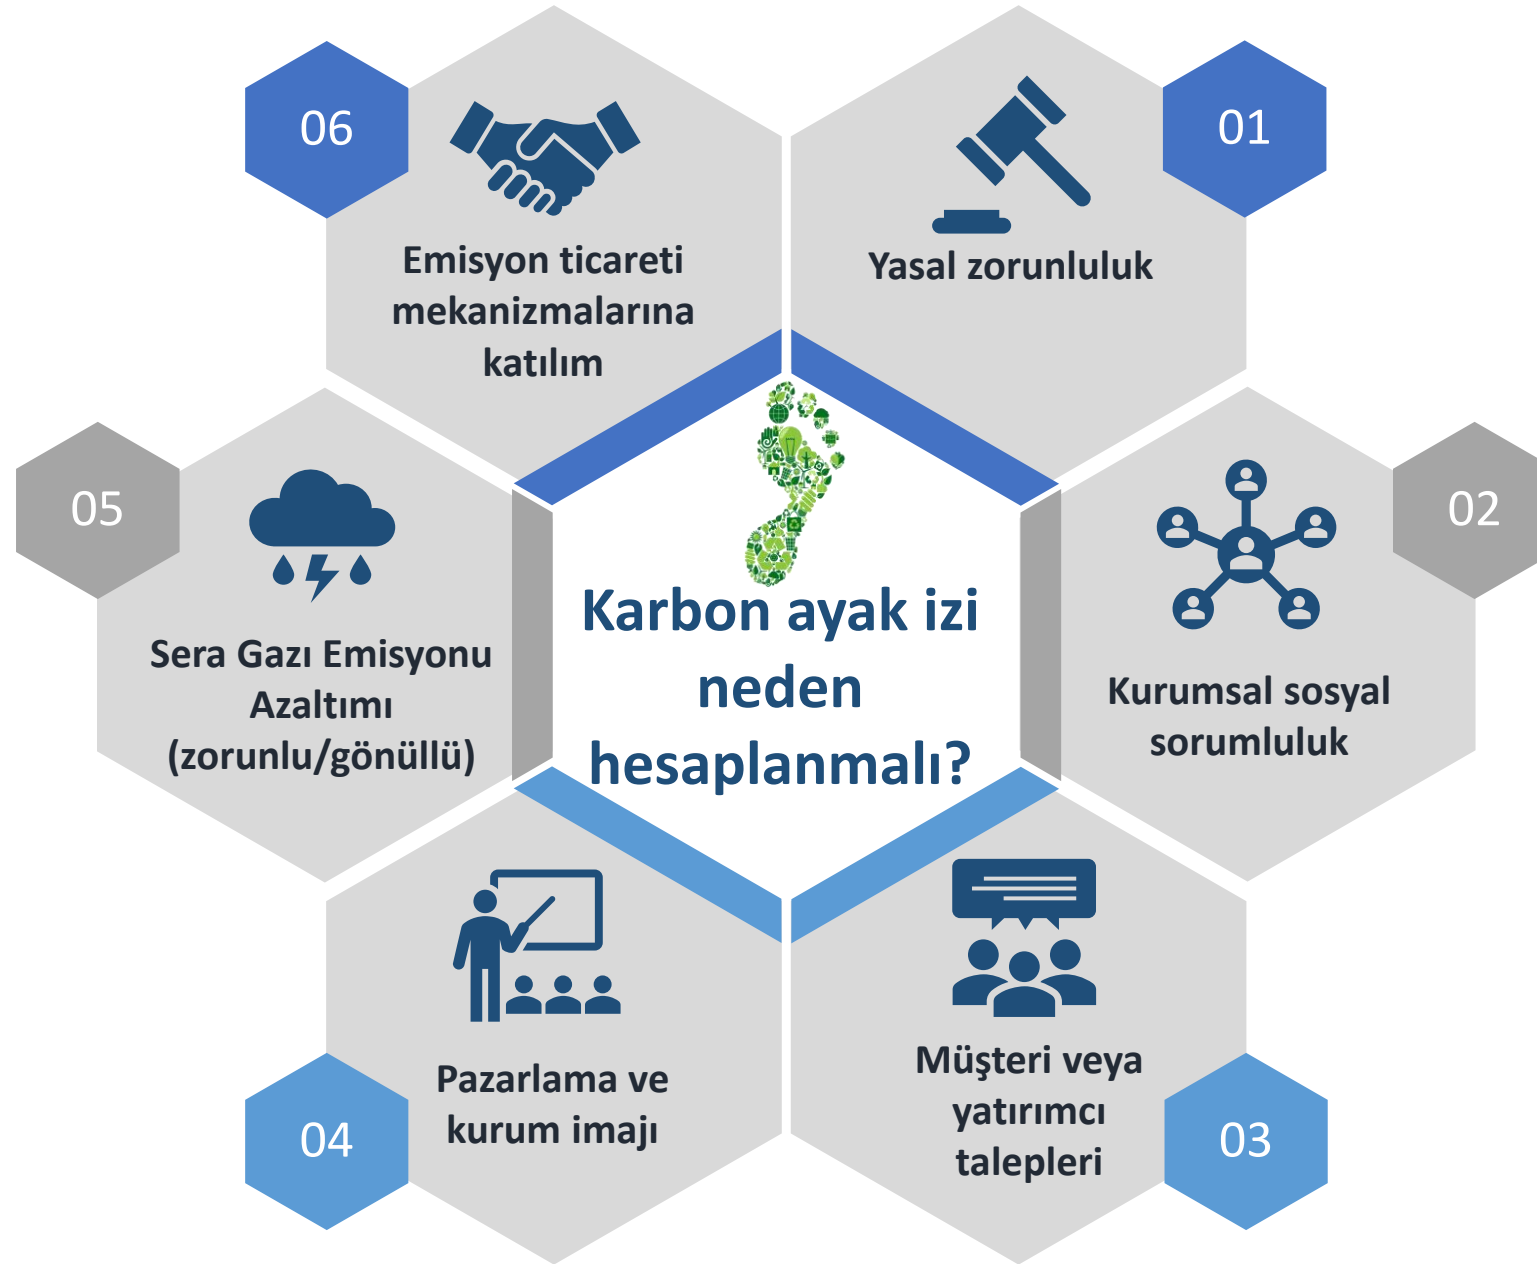 Karbon ayak izi
neden
hesaplanmalı?
01
Yasal zorunluluk
02
Kurumsal sosyal
sorumluluk
03
Müşteri veya
yatırımcı
talepleri
04
Pazarlama ve
kurum imajı
05
Sera Gazı Emisyonu
Azaltımı
(zorunlu/gönüllü)
06
Emisyon ticareti
mekanizmalarına
katılım